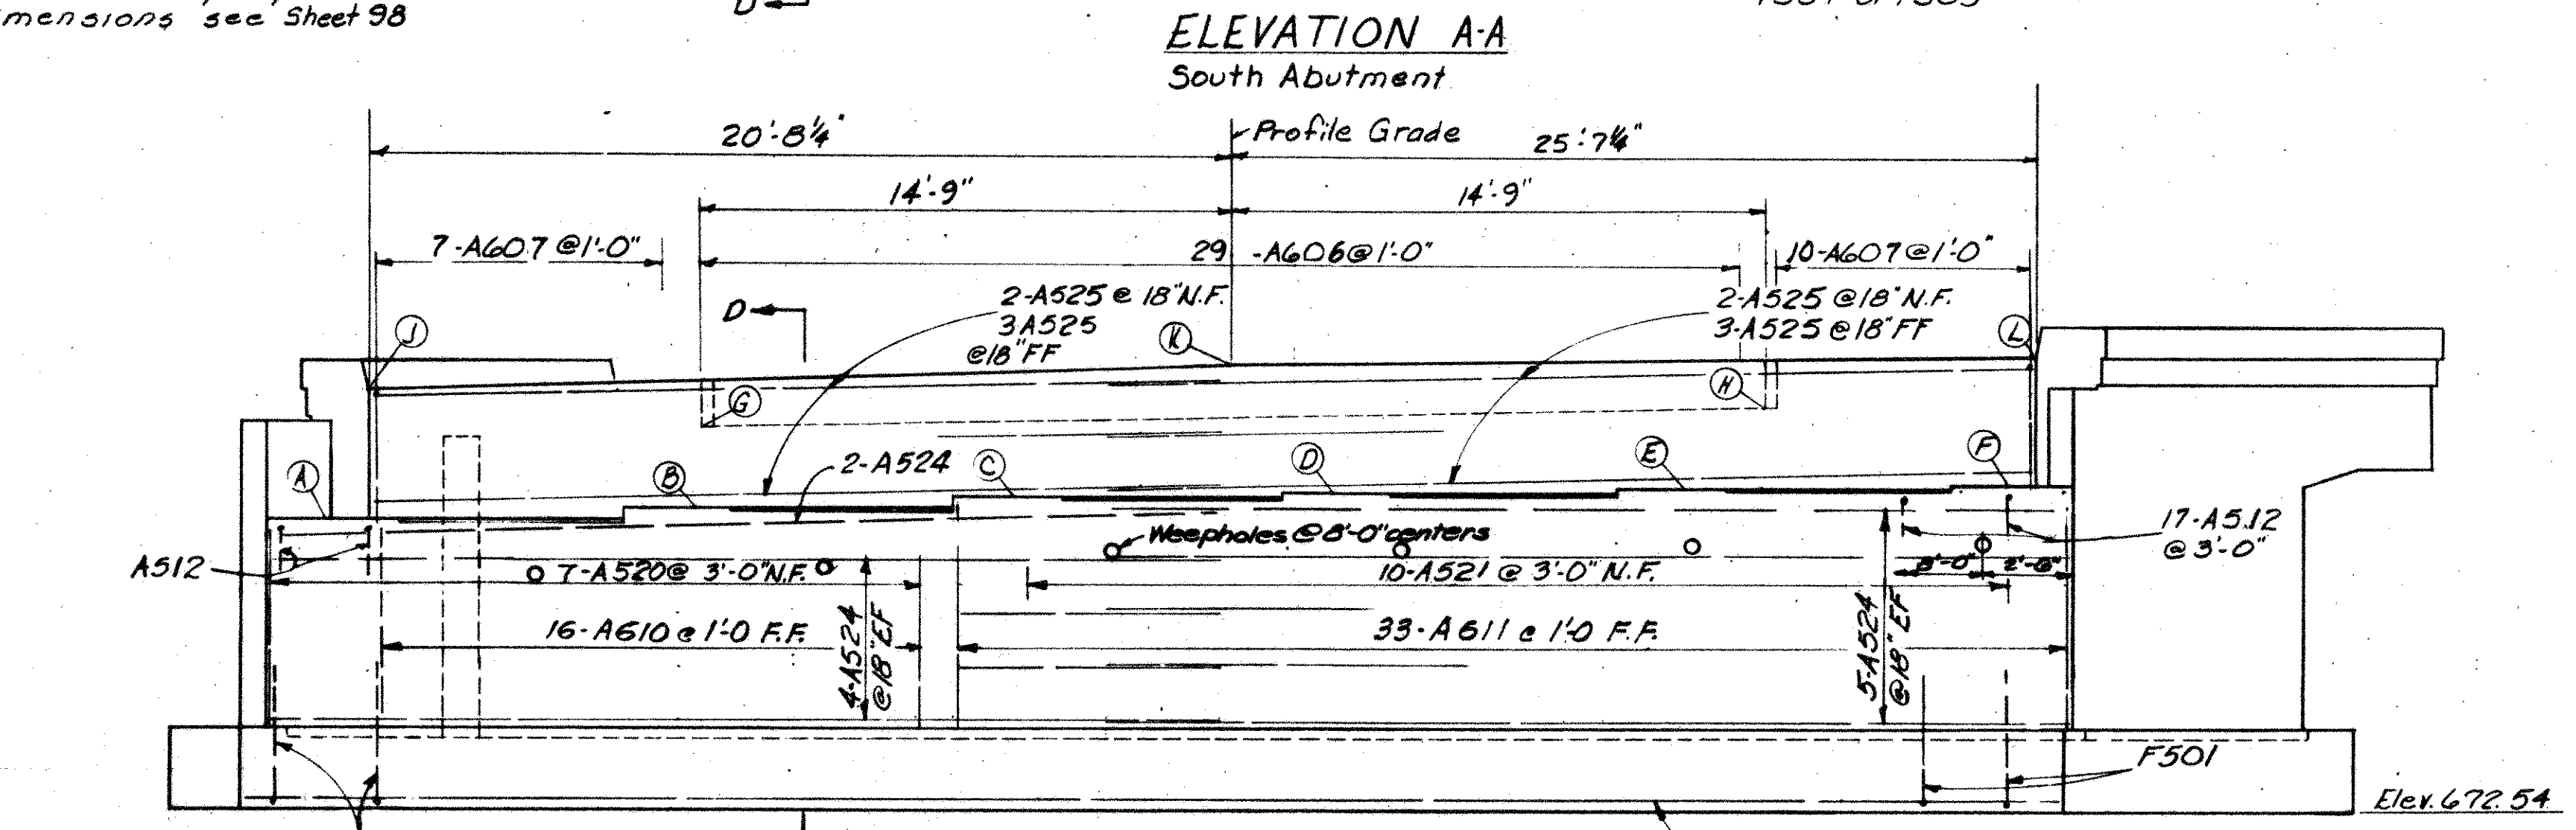 mensions see Sheet 98
D
ELEVATION A-A
South Abutment
20'-8¼"
Profile Grade
25'-7¼"
14'-9"
14'-9"
7-A607 @1'-0"
29 -A606@1'-0"
10-A607@1'-0"
D
2-A525 @ 18" N.F.
3A525
@18" FF
2-A525 @18" N.F.
3-A525 @18" FF
J
K
L
G
H
A
B
2-A524
C
D
E
F
A512
Weepholes @ 8'-0" centers
17-A512
@ 3'-0"
7-A520@ 3'-0" N.F.
10-A521 @ 3'-0" N.F.
2'-6"
16-A610 @ 1'-0 F.F.
4-A524
@18" EF
33-A611 @ 1'-0 F.F.
5-A524
@18" EF
F501
Elev. 672.54